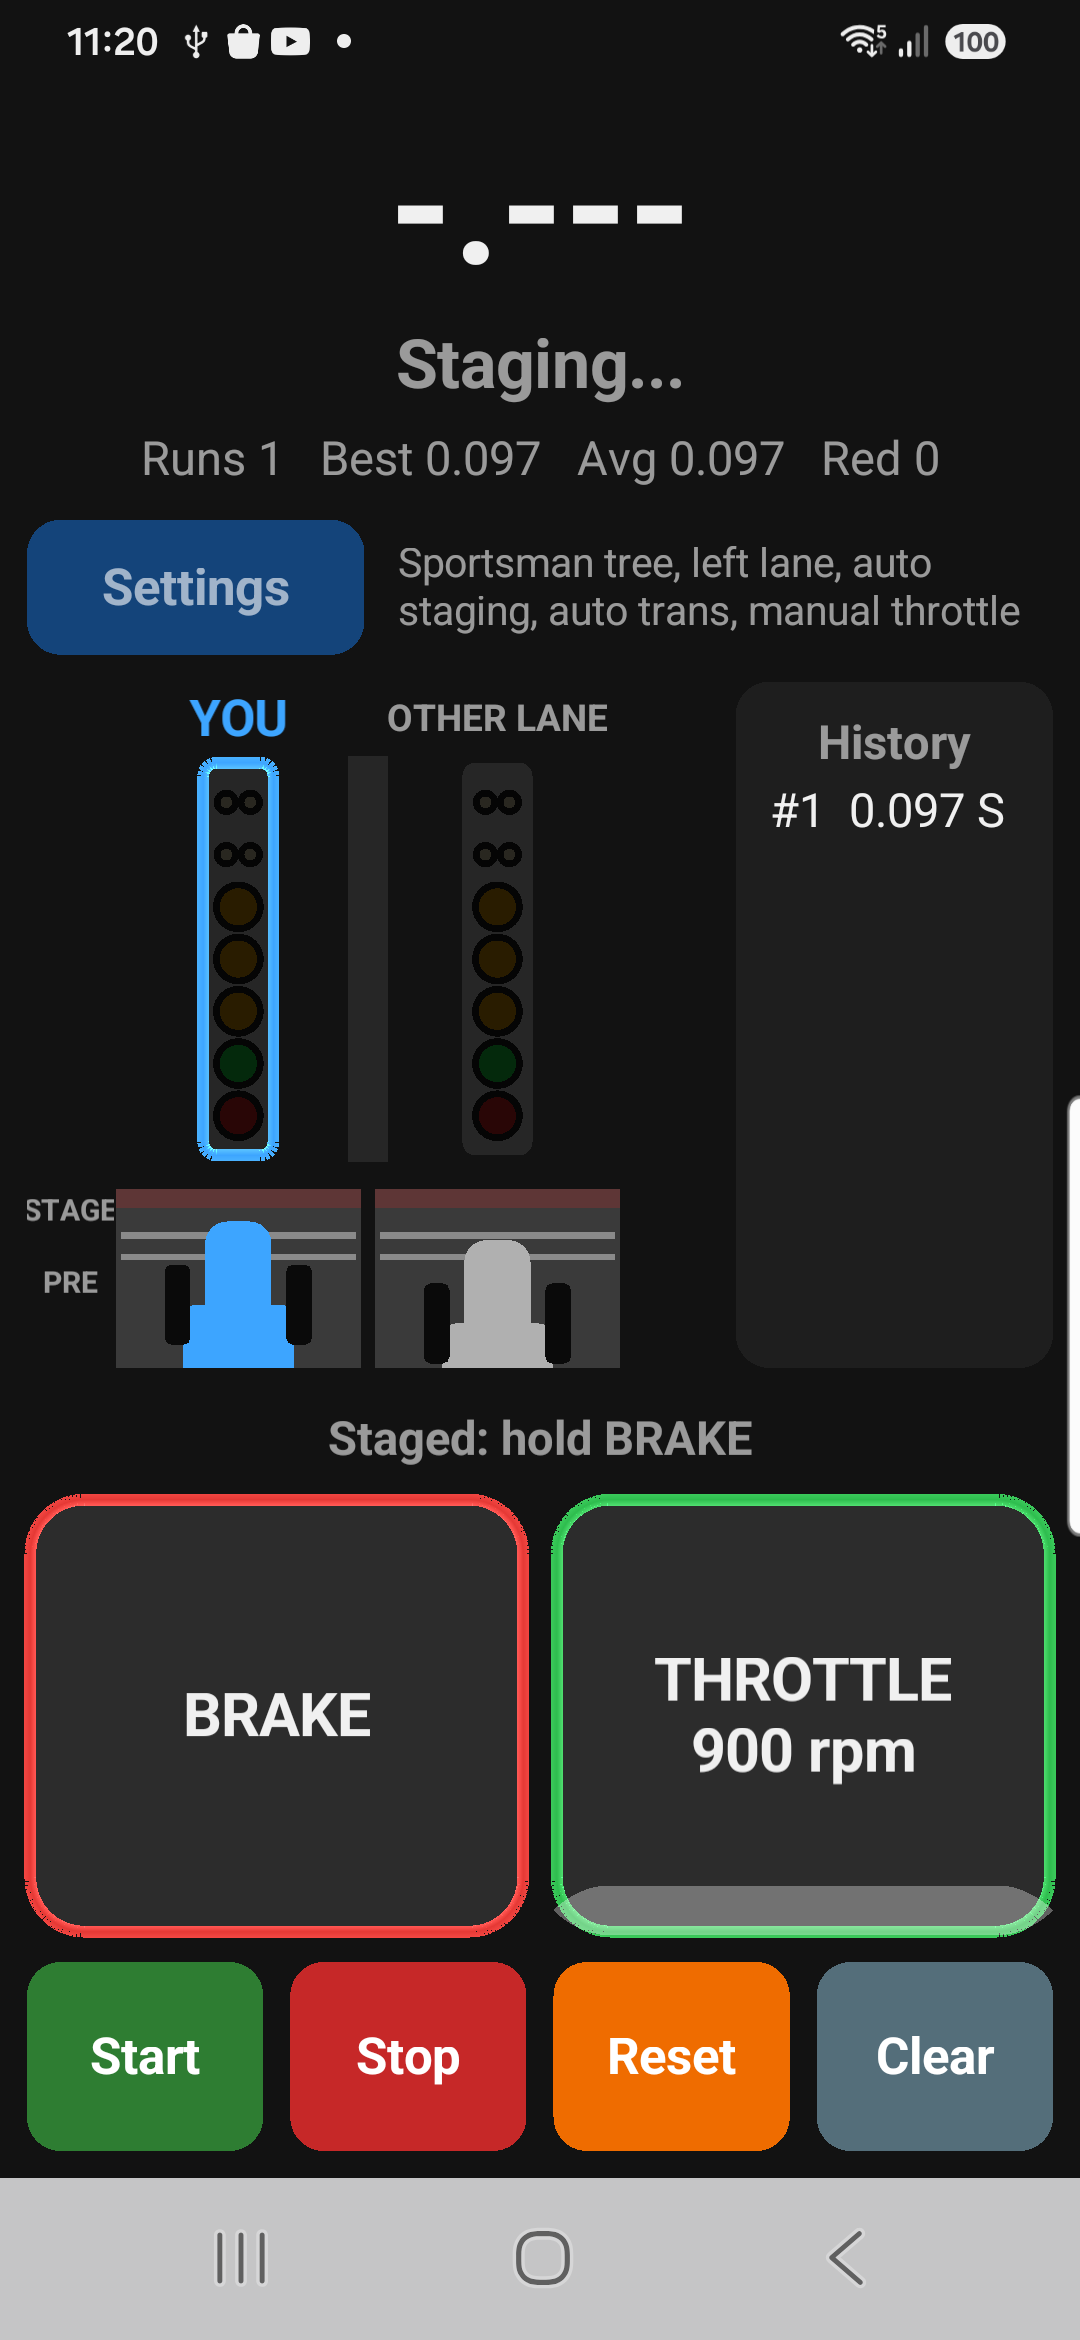 11:20
5
100
-.---
Staging...
Runs 1 Best 0.097 Avg 0.097 Red 0
Settings
Sportsman tree, left lane, auto
staging, auto trans, manual throttle
YOU
OTHER LANE
History
#1 0.097 S
STAGE
PRE
Staged: hold BRAKE
BRAKE
THROTTLE
900 rpm
Start
Stop
Reset
Clear